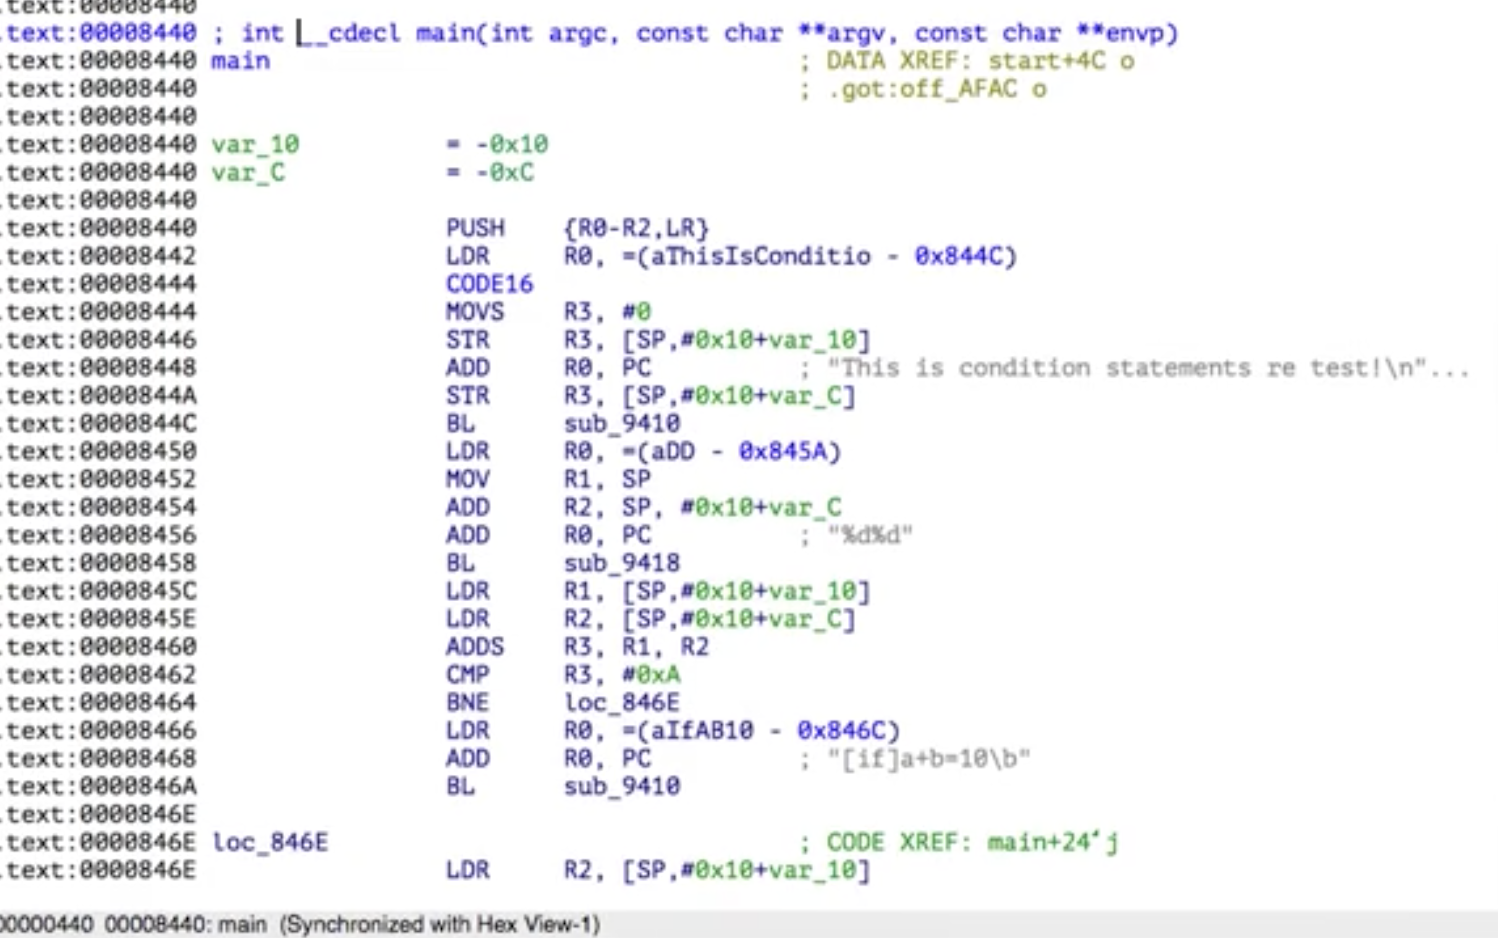 .text:00008440
.text:00008440 ; int __cdecl main(int argc, const char **argv, const char **envp)
.text:00008440 main ; DATA XREF: start+4C o
.text:00008440 ; .got:off_AFAC o
.text:00008440
.text:00008440 var_10 = -0x10
.text:00008440 var_C = -0xC
.text:00008440
.text:00008440 PUSH {R0-R2,LR}
.text:00008442 LDR R0, =(aThisIsConditio - 0x844C)
.text:00008444 CODE16
.text:00008444 MOVS R3, #0
.text:00008446 STR R3, [SP,#0x10+var_10]
.text:00008448 ADD R0, PC ; "This is condition statements re test!\n"...
.text:0000844A STR R3, [SP,#0x10+var_C]
.text:0000844C BL sub_9410
.text:00008450 LDR R0, =(aDD - 0x845A)
.text:00008452 MOV R1, SP
.text:00008454 ADD R2, SP, #0x10+var_C
.text:00008456 ADD R0, PC ; "%d%d"
.text:00008458 BL sub_9418
.text:0000845C LDR R1, [SP,#0x10+var_10]
.text:0000845E LDR R2, [SP,#0x10+var_C]
.text:00008460 ADDS R3, R1, R2
.text:00008462 CMP R3, #0xA
.text:00008464 BNE loc_846E
.text:00008466 LDR R0, =(aIfAB10 - 0x846C)
.text:00008468 ADD R0, PC ; "[if]a+b=10\b"
.text:0000846A BL sub_9410
.text:0000846E
.text:0000846E loc_846E ; CODE XREF: main+24‘j
.text:0000846E LDR R2, [SP,#0x10+var_10]
00000440 00008440: main (Synchronized with Hex View-1)